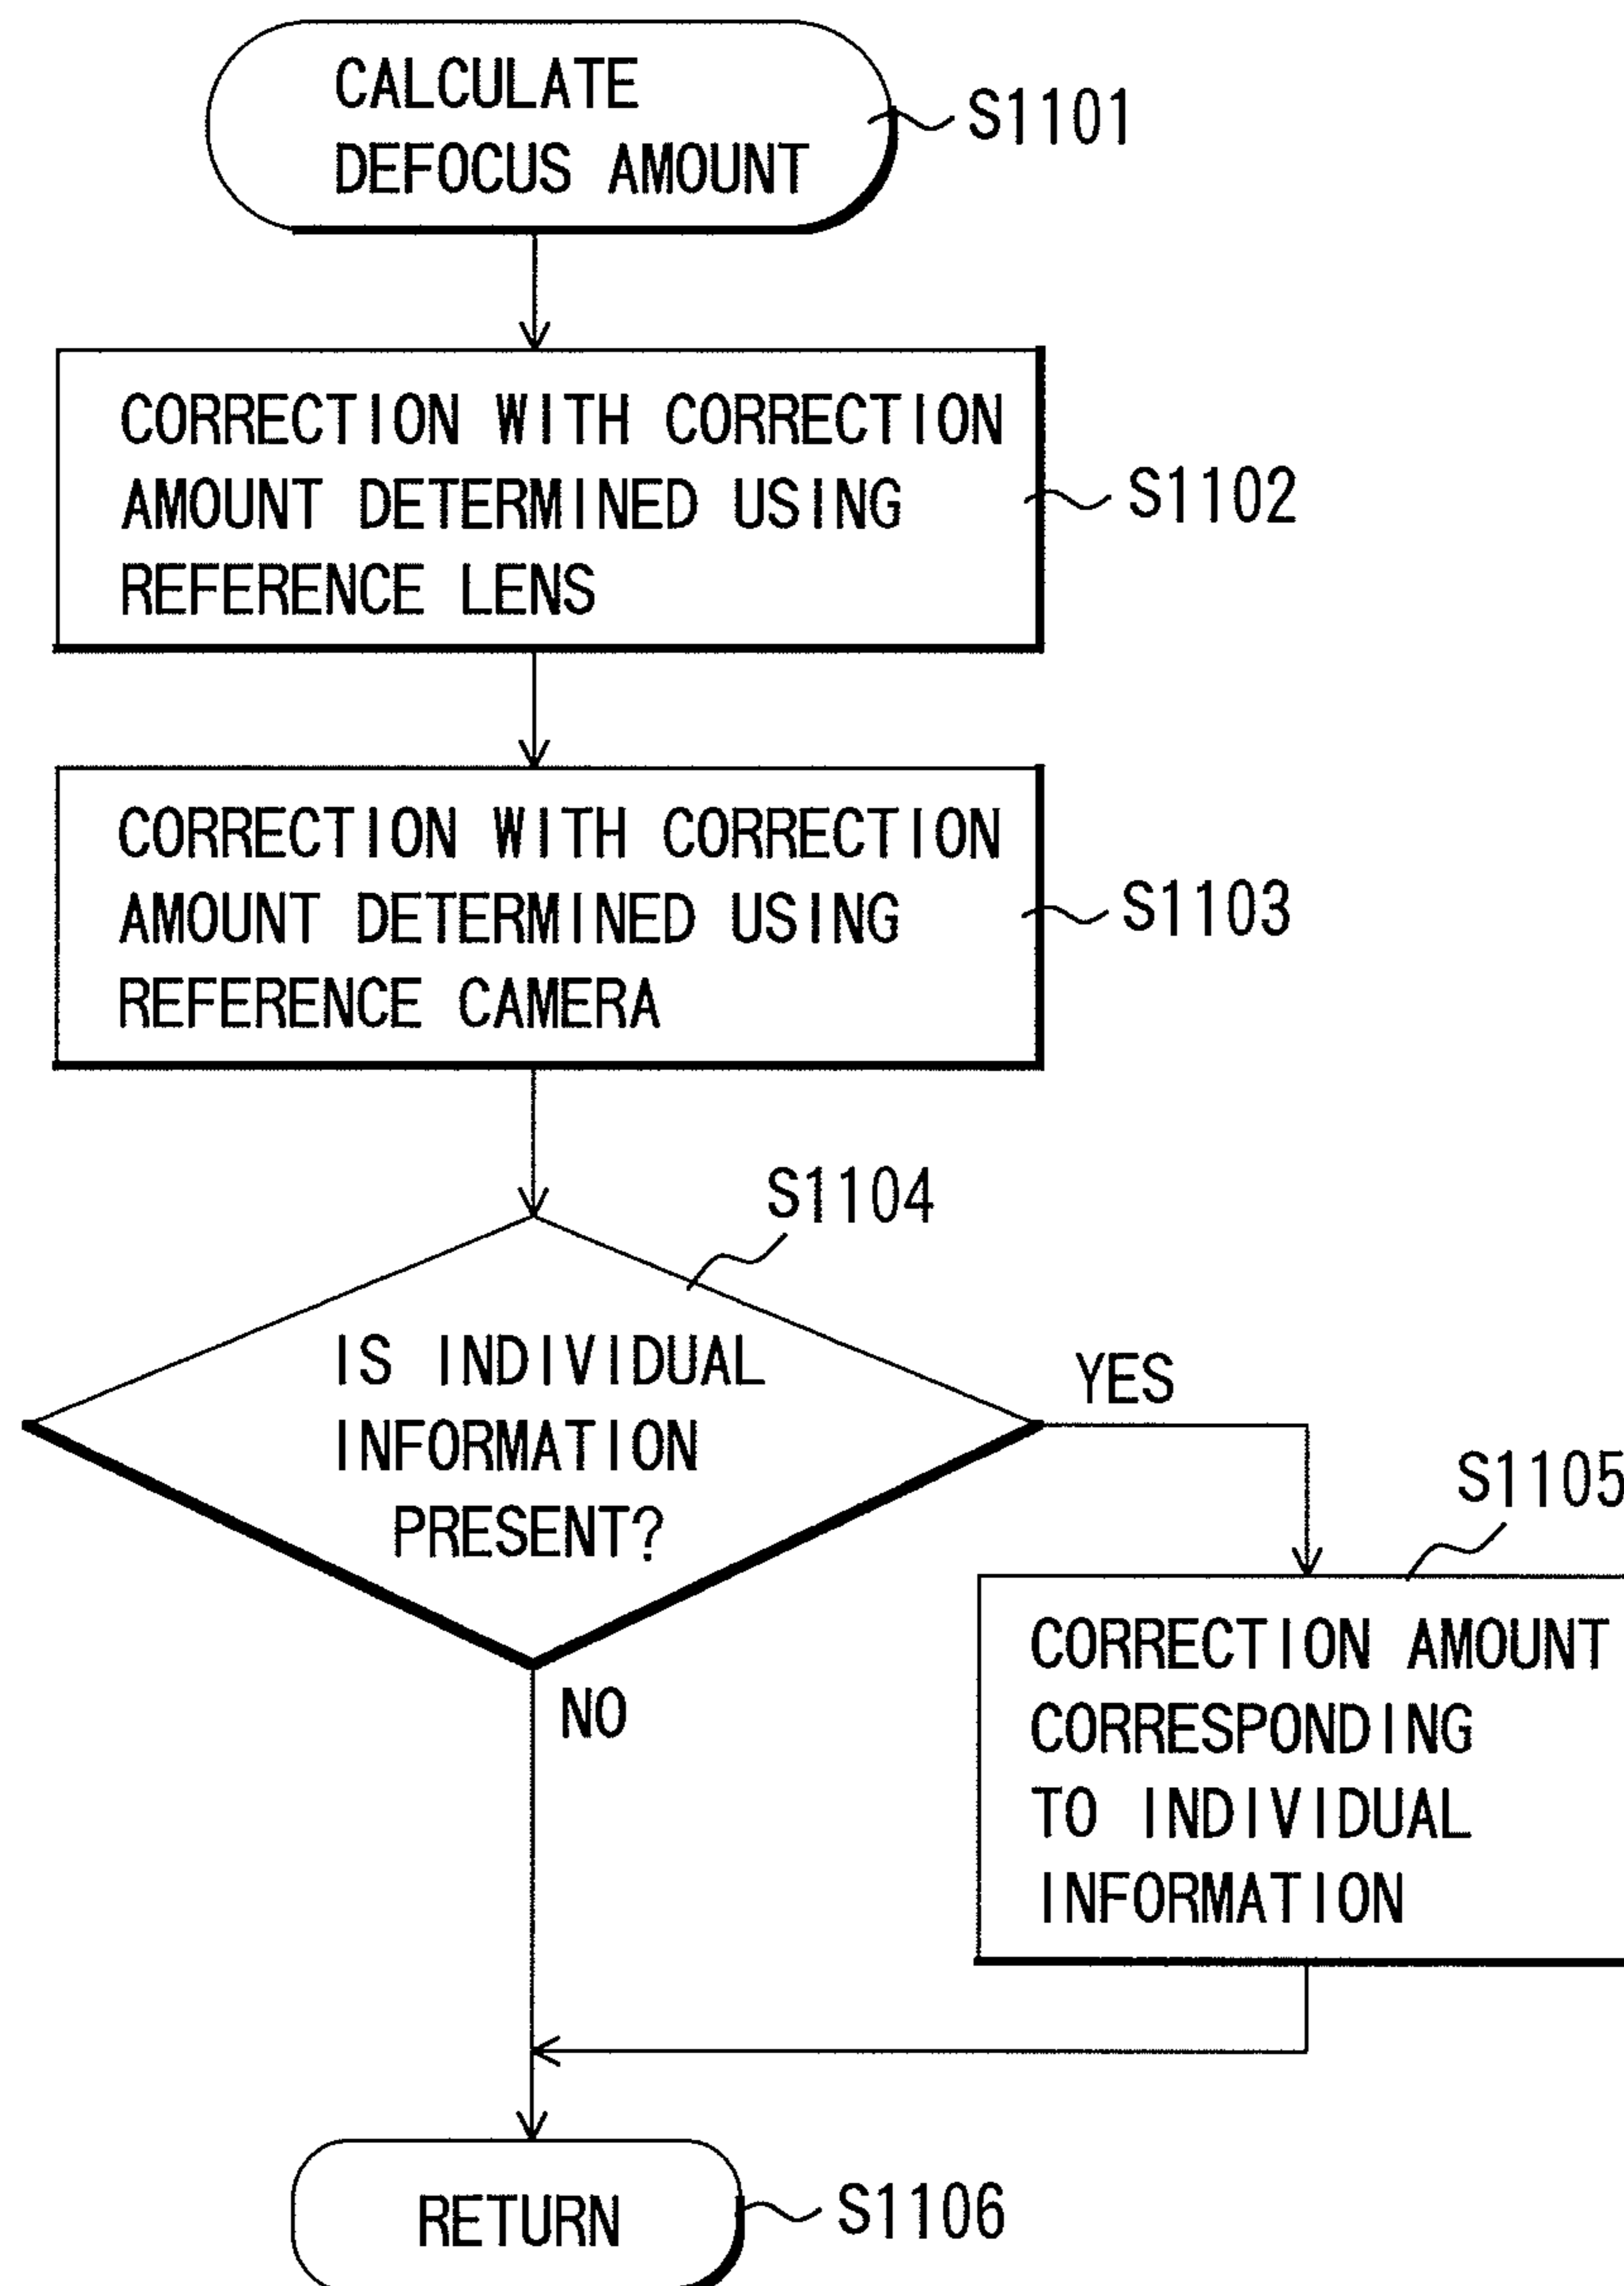 CALCULATE
DEFOCUS AMOUNT
S1101
CORRECTION WITH CORRECTION
AMOUNT DETERMINED USING
REFERENCE LENS
S1102
CORRECTION WITH CORRECTION
AMOUNT DETERMINED USING
REFERENCE CAMERA
S1103
S1104
IS INDIVIDUAL
INFORMATION
PRESENT?
YES
NO
S1105
CORRECTION AMOUNT
CORRESPONDING
TO INDIVIDUAL
INFORMATION
RETURN
S1106